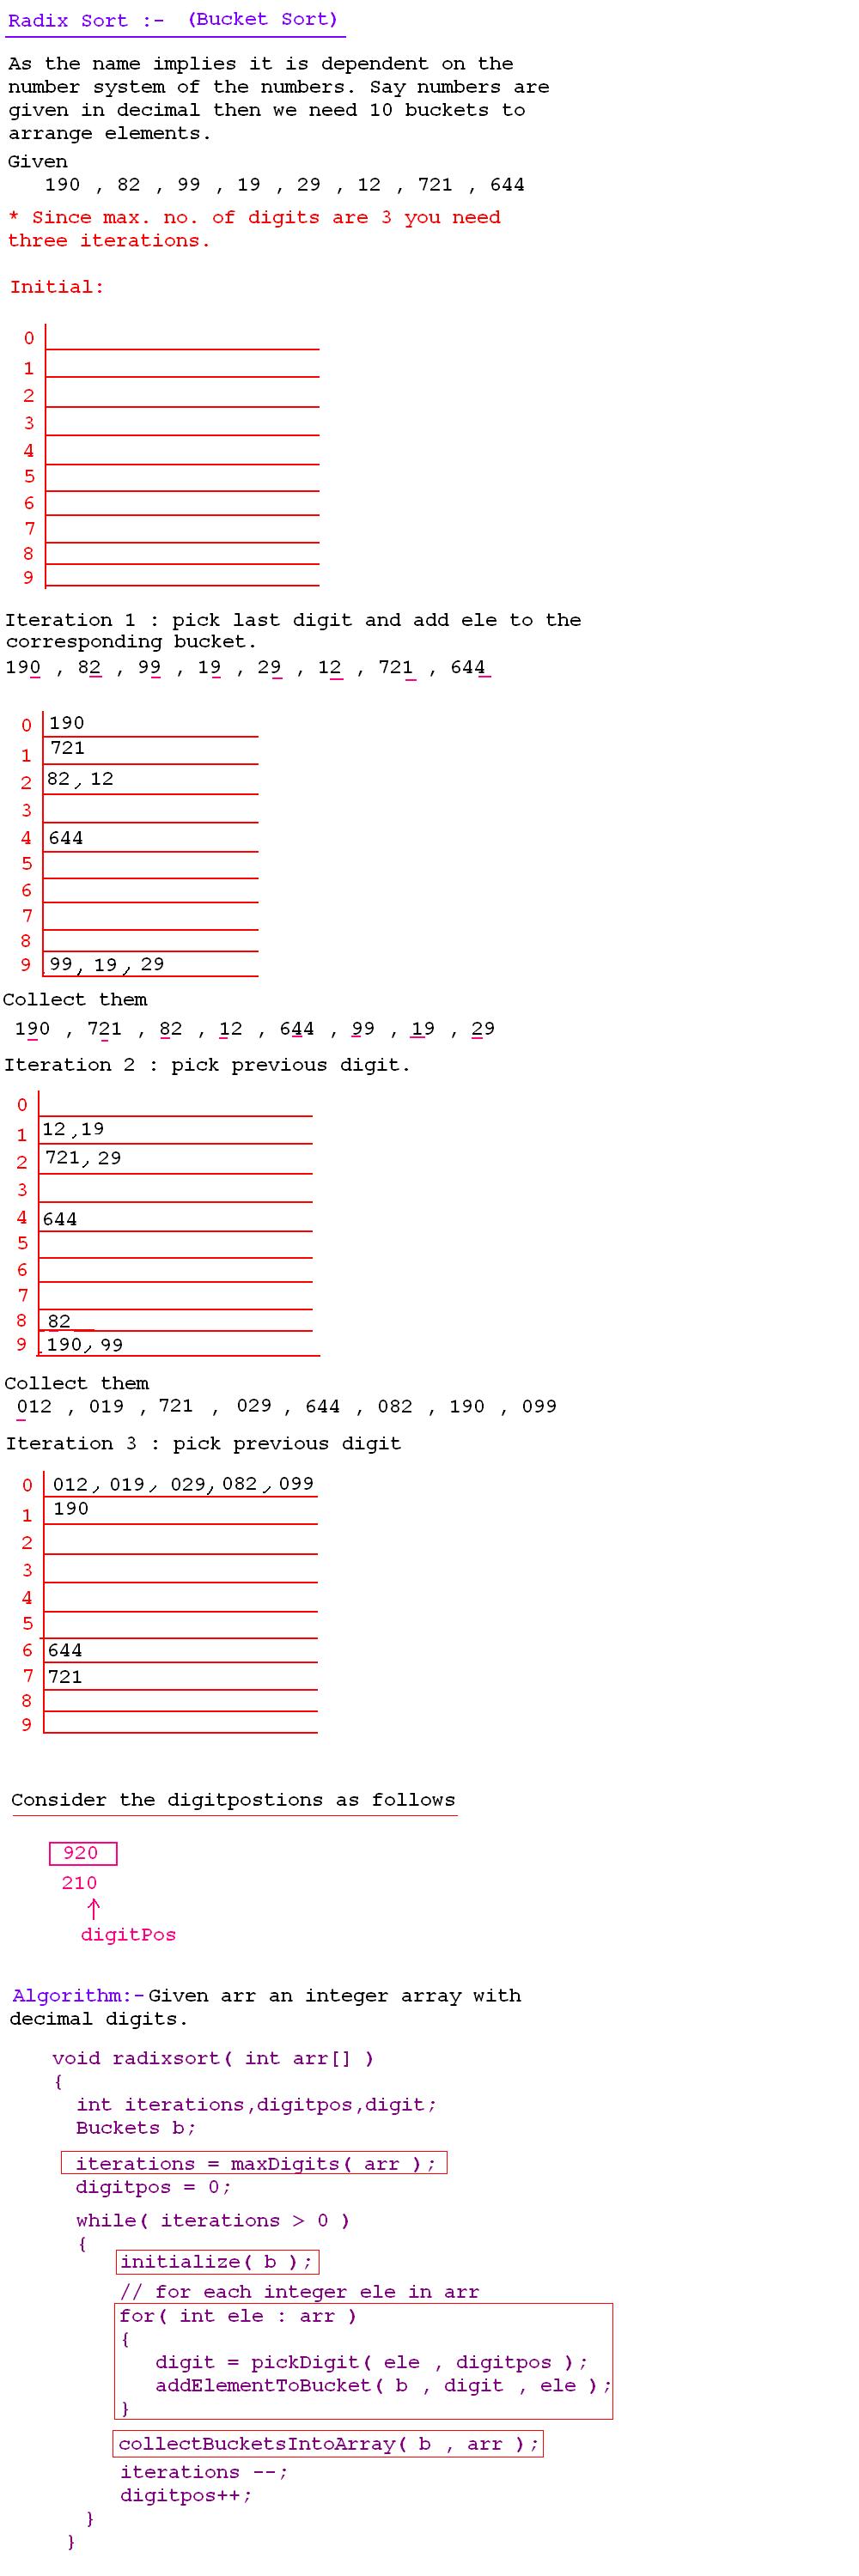 Radix Sort :- (Bucket Sort)
As the name implies it is dependent on the
number system of the numbers. Say numbers are
given in decimal then we need 10 buckets to
arrange elements.
Given
190 , 82 , 99 , 19 , 29 , 12 , 721 , 644
* Since max. no. of digits are 3 you need
three iterations.
Initial:
0
1
2
3
4
5
6
7
8
9
Iteration 1 : pick last digit and add ele to the
corresponding bucket.
190 , 82 , 99 , 19 , 29 , 12 , 721 , 644
0 190
1 721
2 82, 12
3
4 644
5
6
7
8
9 99, 19, 29
Collect them
190 , 721 , 82 , 12 , 644 , 99 , 19 , 29
Iteration 2 : pick previous digit.
0
1 12 ,19
2 721, 29
3
4 644
5
6
7
8 82
9 190, 99
Collect them
012 , 019 , 721 , 029 , 644 , 082 , 190 , 099
Iteration 3 : pick previous digit
0 012, 019, 029, 082, 099
1 190
2
3
4
5
6 644
7 721
8
9
Consider the digitpostions as follows
920
210
digitPos
Algorithm:- Given arr an integer array with
decimal digits.
void radixsort( int arr[] )
{
int iterations,digitpos,digit;
Buckets b;
iterations = maxDigits( arr );
digitpos = 0;
while( iterations > 0 )
{
initialize( b );
// for each integer ele in arr
for( int ele : arr )
{
digit = pickDigit( ele , digitpos );
addElementToBucket( b , digit , ele );
}
collectBucketsIntoArray( b , arr );
iterations --;
digitpos++;
}
}